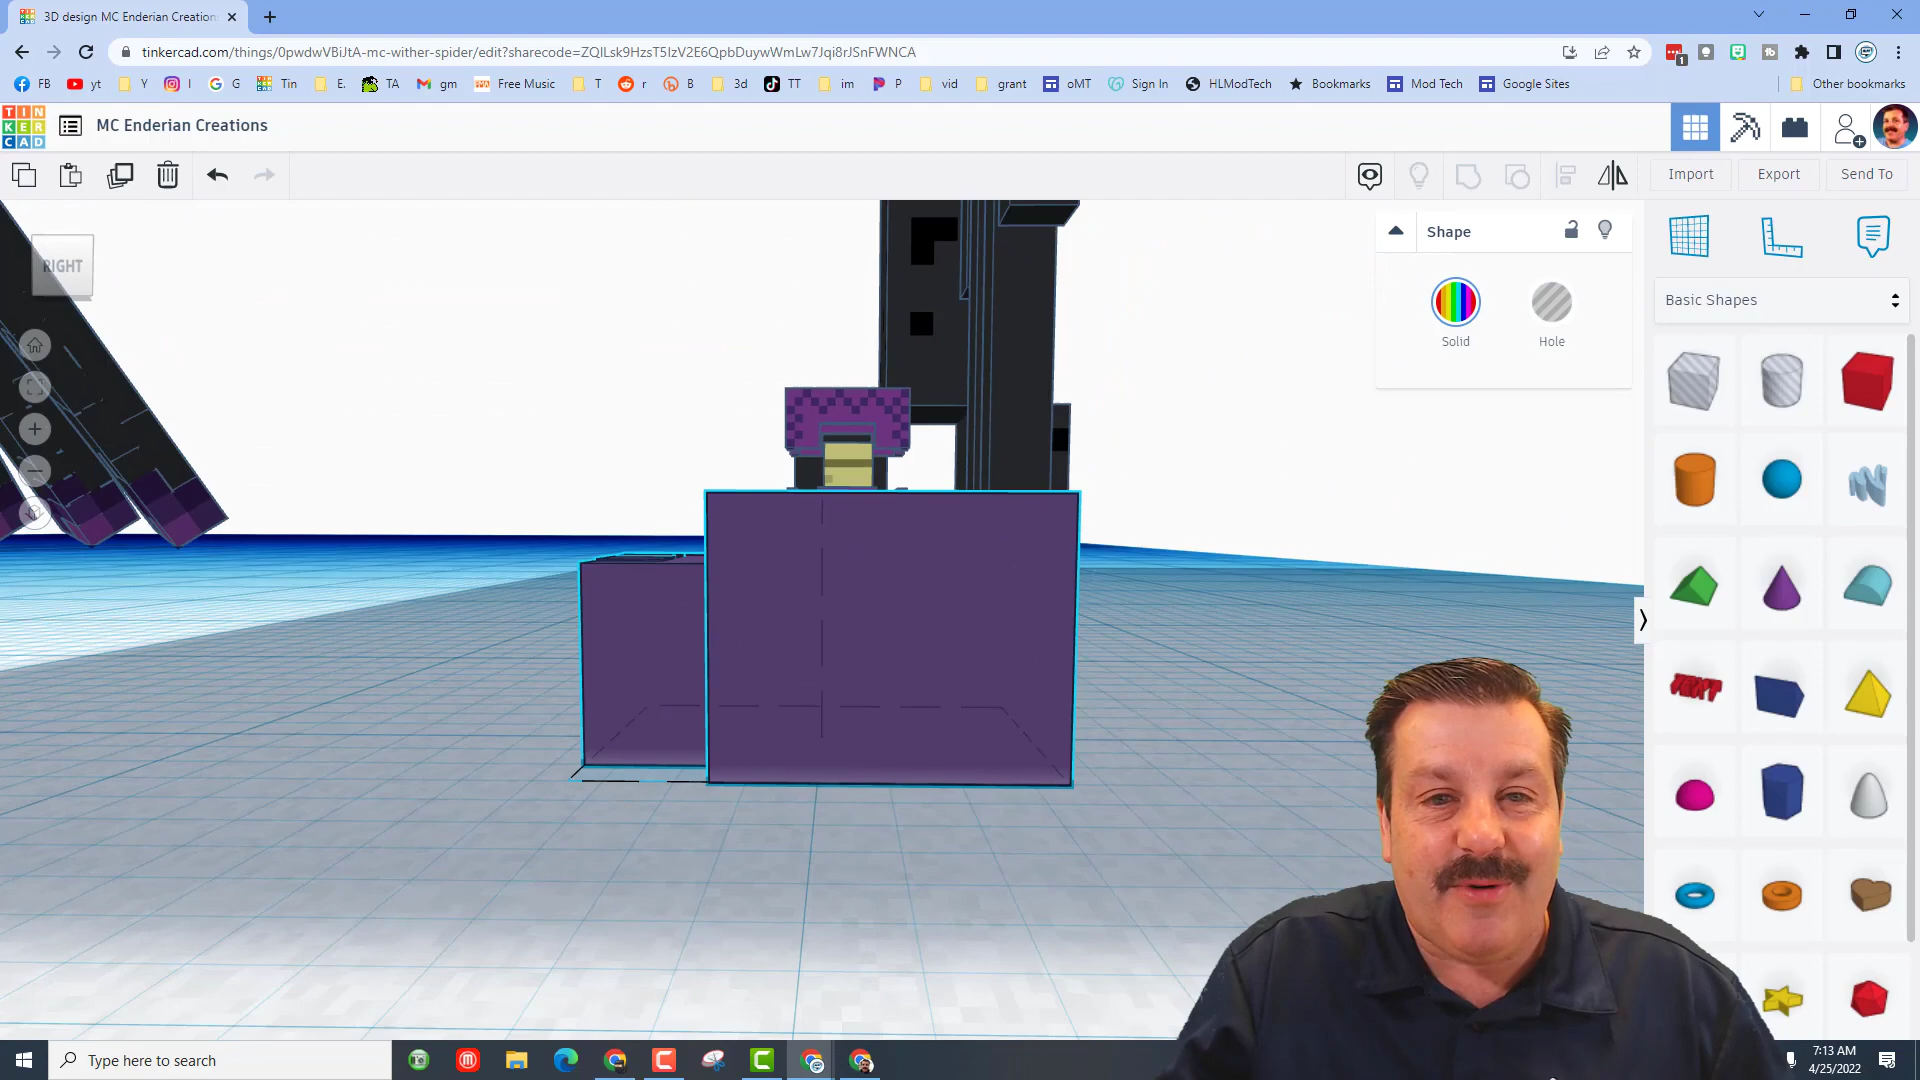 3D design MC Enderian Creations
tinkercad.com/things/0pwdwVBiJtA-mc-wither-spider/edit?sharecode=ZQlLsk9HzsT5IzV2E6QpbDuywWmLw7Jqi8rJSnFWNCA
FB yt Y I G Tin E. TA gm Free Music T r B 3d TT im P vid grant oMT Sign In HLModTech Bookmarks Mod Tech Google Sites Other bookmarks
TIN
KER
CAD
MC Enderian Creations
Import Export Send To
RIGHT
Shape
Solid Hole
Basic Shapes
TEXT
Type here to search
7:13 AM
4/25/2022